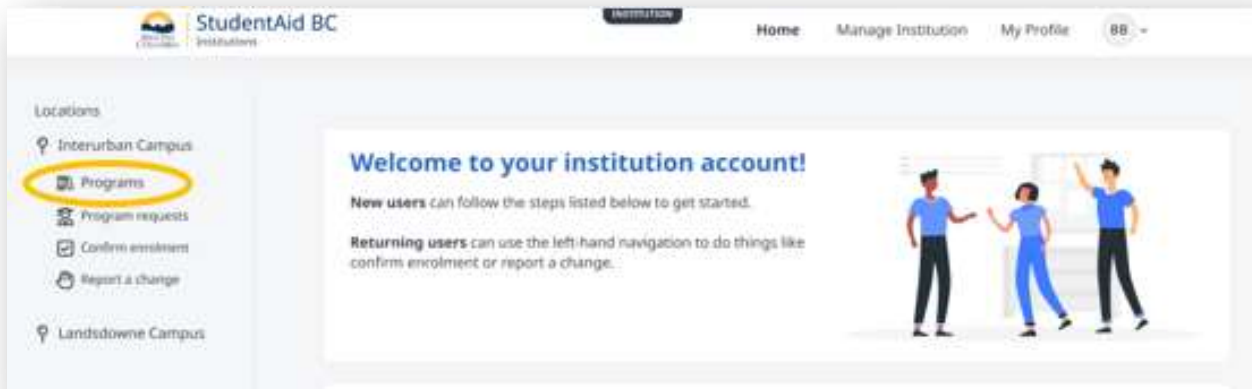 StudentAid BC
Institutions
INSTITUTION
Home Manage Institution My Profile BB
Locations
Interurban Campus
Programs
Program requests
Confirm enrolment
Report a change
Landsdowne Campus
Welcome to your institution account!
New users can follow the steps listed below to get started.
Returning users can use the left-hand navigation to do things like
confirm enrolment or report a change.